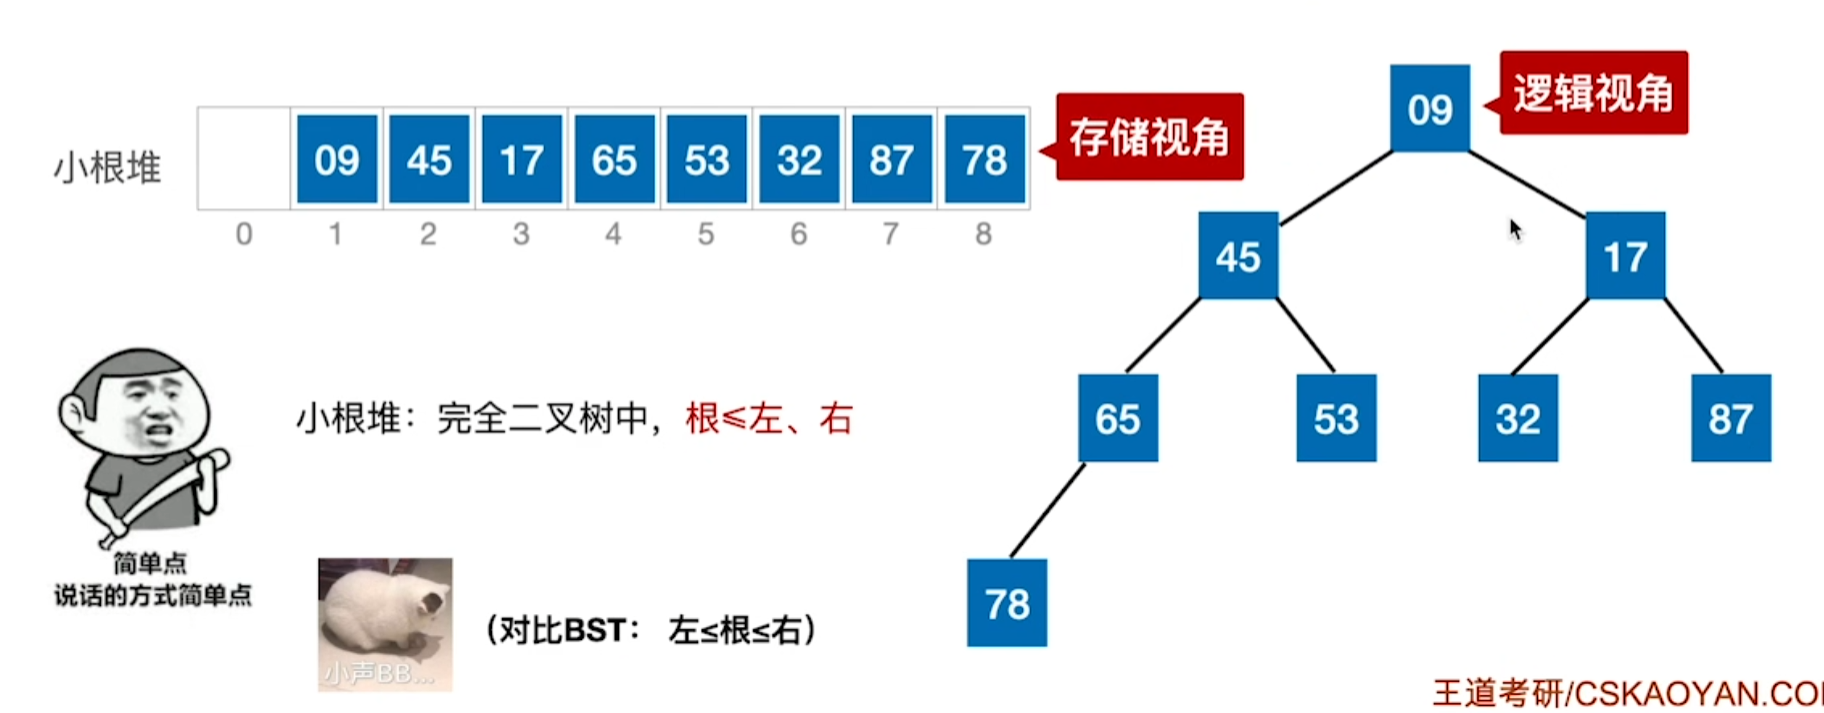 小根堆
09 45 17 65 53 32 87 78
0 1 2 3 4 5 6 7 8
存储视角
逻辑视角
09
45 17
65 53 32 87
78
小根堆：完全二叉树中，根≤左、右
简单点
说话的方式简单点
小声BB...
（对比BST： 左≤根≤右）
王道考研/CSKAOYAN.CO